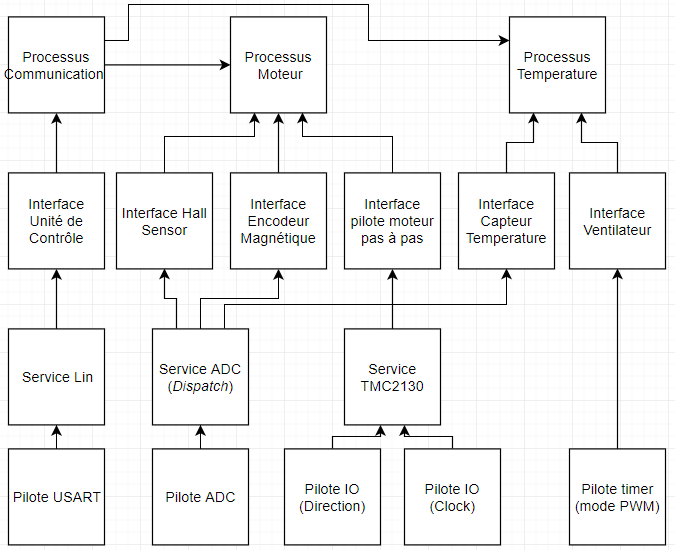 Processus
Communication
Processus
Moteur
Processus
Temperature
Interface
Unité de
Contrôle
Interface Hall
Sensor
Interface
Encodeur
Magnétique
Interface
pilote moteur
pas à pas
Interface
Capteur
Temperature
Interface
Ventilateur
Service Lin
Service ADC
(Dispatch)
Service
TMC2130
Pilote USART
Pilote ADC
Pilote IO
(Direction)
Pilote IO
(Clock)
Pilote timer
(mode PWM)